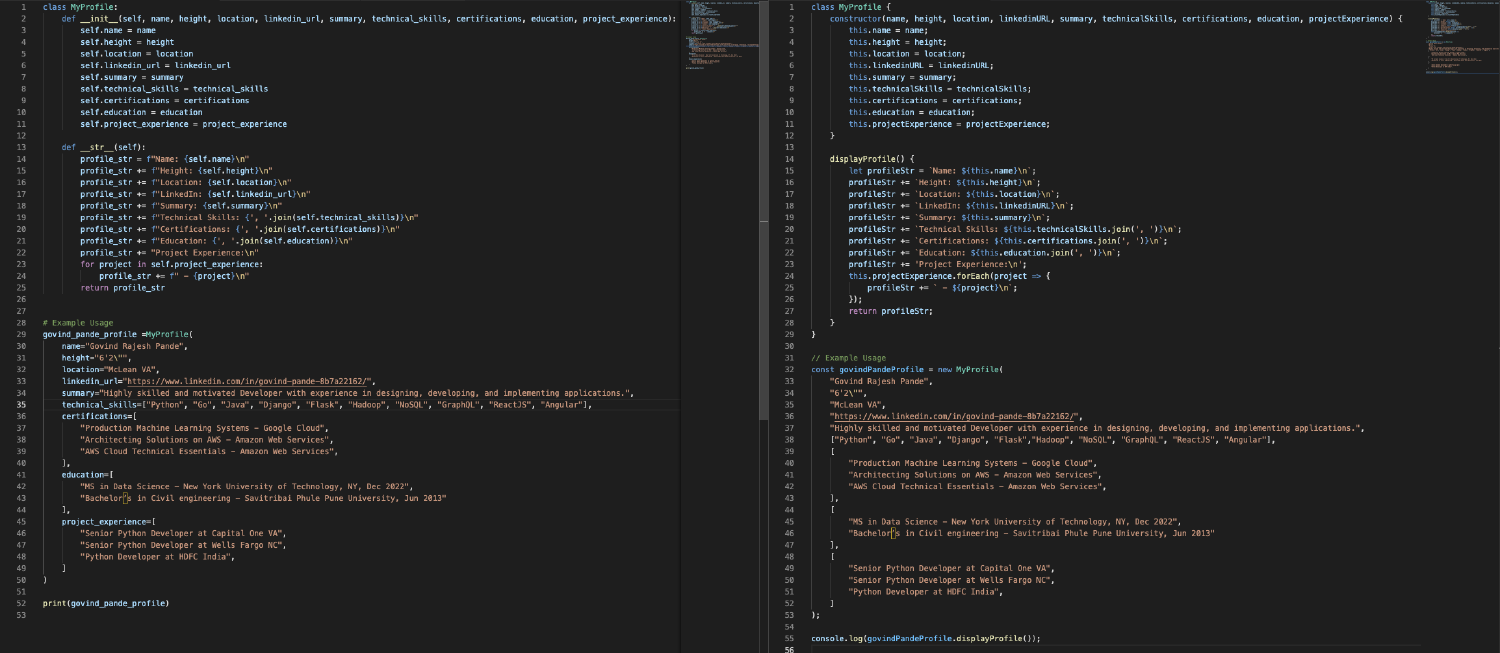 1 class MyProfile:
2 def __init__(self, name, height, location, linkedin_url, summary, technical_skills, certifications, education, project_experience):
3 self.name = name
4 self.height = height
5 self.location = location
6 self.linkedin_url = linkedin_url
7 self.summary = summary
8 self.technical_skills = technical_skills
9 self.certifications = certifications
10 self.education = education
11 self.project_experience = project_experience
12
13 def __str__(self):
14 profile_str = f"Name: {self.name}\n"
15 profile_str += f"Height: {self.height}\n"
16 profile_str += f"Location: {self.location}\n"
17 profile_str += f"LinkedIn: {self.linkedin_url}\n"
18 profile_str += f"Summary: {self.summary}\n"
19 profile_str += f"Technical Skills: {', '.join(self.technical_skills)}\n"
20 profile_str += f"Certifications: {', '.join(self.certifications)}\n"
21 profile_str += f"Education: {', '.join(self.education)}\n"
22 profile_str += "Project Experience:\n"
23 for project in self.project_experience:
24 profile_str += f" - {project}\n"
25 return profile_str
26
27
28 # Example Usage
29 govind_pande_profile =MyProfile(
30 name="Govind Rajesh Pande",
31 height="6'2\"",
32 location="McLean VA",
33 linkedin_url="https://www.linkedin.com/in/govind-pande-8b7a22162/",
34 summary="Highly skilled and motivated Developer with experience in designing, developing, and implementing applications.",
35 technical_skills=["Python", "Go", "Java", "Django", "Flask", "Hadoop", "NoSQL", "GraphQL", "ReactJS", "Angular"],
36 certifications=[
37 "Production Machine Learning Systems – Google Cloud",
38 "Architecting Solutions on AWS – Amazon Web Services",
39 "AWS Cloud Technical Essentials – Amazon Web Services",
40 ],
41 education=[
42 "MS in Data Science – New York University of Technology, NY, Dec 2022",
43 "Bachelor’s in Civil engineering – Savitribai Phule Pune University, Jun 2013"
44 ],
45 project_experience=[
46 "Senior Python Developer at Capital One VA",
47 "Senior Python Developer at Wells Fargo NC",
48 "Python Developer at HDFC India",
49 ]
50 )
51
52 print(govind_pande_profile)
53
1 class MyProfile {
2 constructor(name, height, location, linkedinURL, summary, technicalSkills, certifications, education, projectExperience) {
3 this.name = name;
4 this.height = height;
5 this.location = location;
6 this.linkedinURL = linkedinURL;
7 this.summary = summary;
8 this.technicalSkills = technicalSkills;
9 this.certifications = certifications;
10 this.education = education;
11 this.projectExperience = projectExperience;
12 }
13
14 displayProfile() {
15 let profileStr = `Name: ${this.name}\n`;
16 profileStr += `Height: ${this.height}\n`;
17 profileStr += `Location: ${this.location}\n`;
18 profileStr += `LinkedIn: ${this.linkedinURL}\n`;
19 profileStr += `Summary: ${this.summary}\n`;
20 profileStr += `Technical Skills: ${this.technicalSkills.join(', ')}\n`;
21 profileStr += `Certifications: ${this.certifications.join(', ')}\n`;
22 profileStr += `Education: ${this.education.join(', ')}\n`;
23 profileStr += 'Project Experience:\n';
24 this.projectExperience.forEach(project => {
25 profileStr += ` - ${project}\n`;
26 });
27 return profileStr;
28 }
29 }
30
31 // Example Usage
32 const govindPandeProfile = new MyProfile(
33 "Govind Rajesh Pande",
34 "6'2\"",
35 "McLean VA",
36 "https://www.linkedin.com/in/govind-pande-8b7a22162/",
37 "Highly skilled and motivated Developer with experience in designing, developing, and implementing applications.",
38 ["Python", "Go", "Java", "Django", "Flask","Hadoop", "NoSQL", "GraphQL", "ReactJS", "Angular"],
39 [
40 "Production Machine Learning Systems – Google Cloud",
41 "Architecting Solutions on AWS – Amazon Web Services",
42 "AWS Cloud Technical Essentials – Amazon Web Services",
43 ],
44 [
45 "MS in Data Science – New York University of Technology, NY, Dec 2022",
46 "Bachelor’s in Civil engineering – Savitribai Phule Pune University, Jun 2013"
47 ],
48 [
49 "Senior Python Developer at Capital One VA",
50 "Senior Python Developer at Wells Fargo NC",
51 "Python Developer at HDFC India",
52 ]
53 );
54
55 console.log(govindPandeProfile.displayProfile());
56